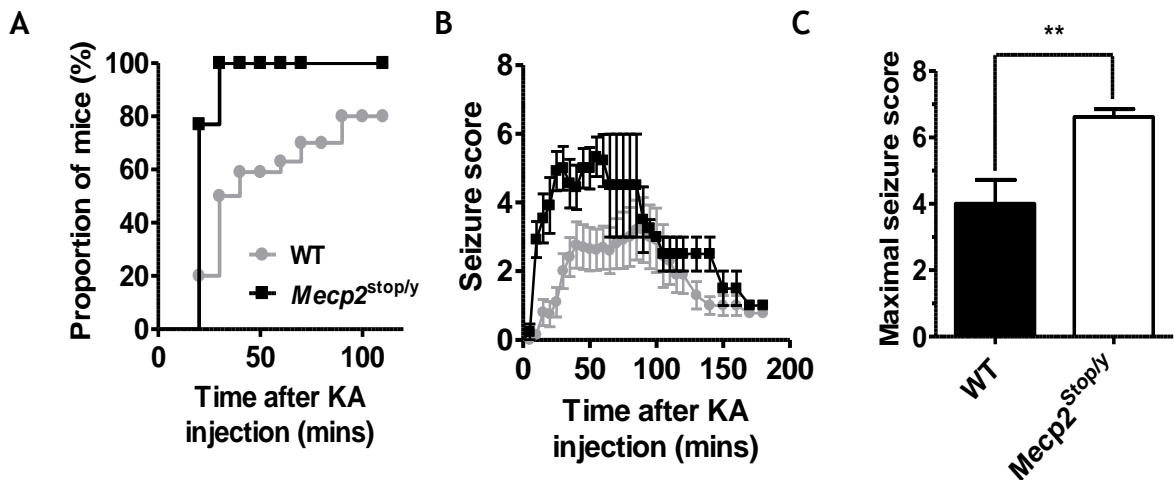 A
Proportion of mice (%)
100
80
60
40
20
0
WT
Mecp2stop/y
0
50
100
Time after KA
injection (mins)
B
Seizure score
8
6
4
2
0
0
50
100
150
200
Time after KA
injection (mins)
C
**
Maximal seizure score
8
6
4
2
0
WT
Mecp2Stop/y